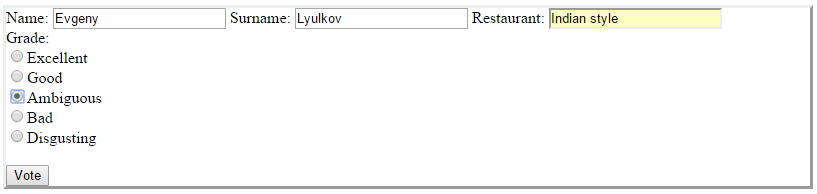 Name: Evgeny Surname: Lyulkov Restaurant: Indian style
Grade:
Excellent
Good
Ambiguous
Bad
Disgusting
Vote